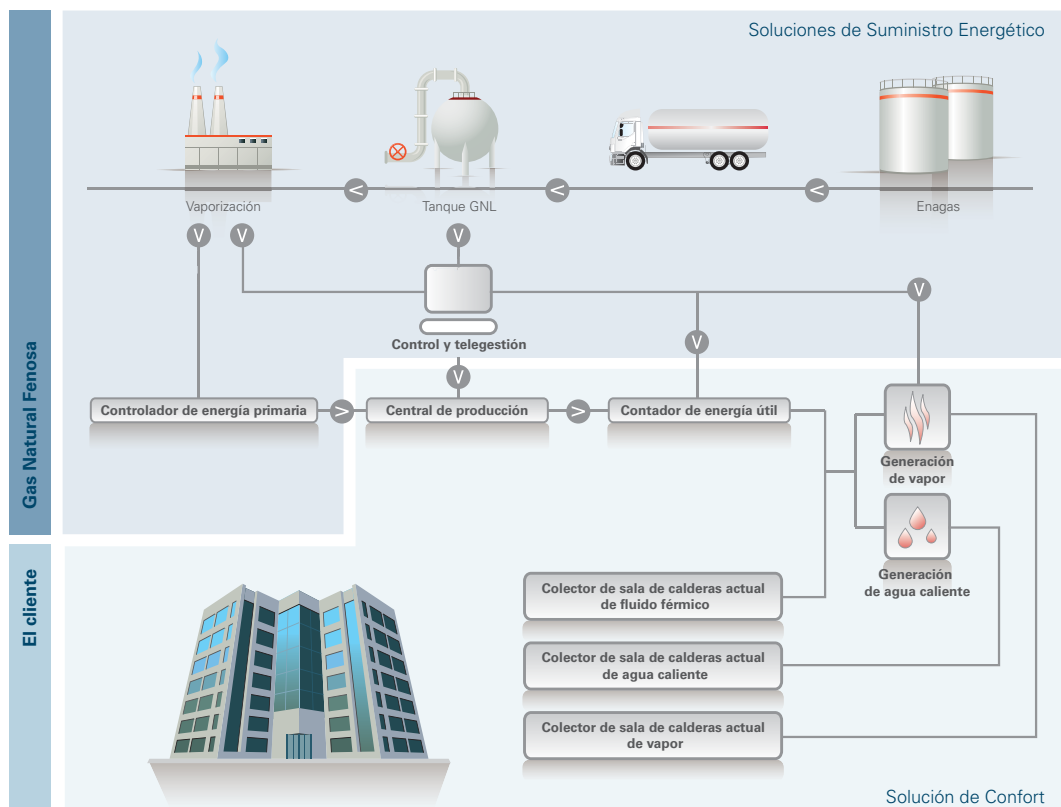 Soluciones de Suministro Energético
Vaporización
Tanque GNL
Enagas
Control y telegestión
Gas Natural Fenosa
Controlador de energía primaria
Central de producción
Contador de energía útil
Generación
de vapor
Generación
de agua caliente
El cliente
Colector de sala de calderas actual
de fluido férmico
Colector de sala de calderas actual
de agua caliente
Colector de sala de calderas actual
de vapor
Solución de Confort